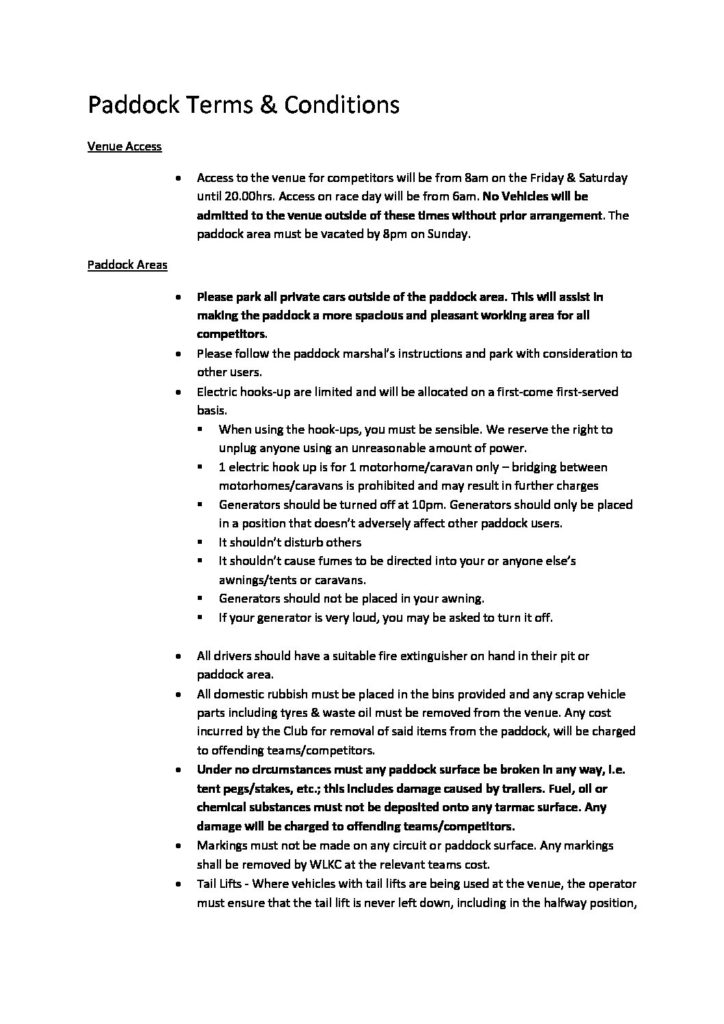 Paddock Terms & Conditions
Venue Access
• Access to the venue for competitors will be from 8am on the Friday & Saturday
until 20.00hrs. Access on race day will be from 6am. No Vehicles will be
admitted to the venue outside of these times without prior arrangement. The
paddock area must be vacated by 8pm on Sunday.
Paddock Areas
• Please park all private cars outside of the paddock area. This will assist in
making the paddock a more spacious and pleasant working area for all
competitors.
• Please follow the paddock marshal’s instructions and park with consideration to
other users.
• Electric hooks-up are limited and will be allocated on a first-come first-served
basis.
▪ When using the hook-ups, you must be sensible. We reserve the right to
unplug anyone using an unreasonable amount of power.
▪ 1 electric hook up is for 1 motorhome/caravan only – bridging between
motorhomes/caravans is prohibited and may result in further charges
▪ Generators should be turned off at 10pm. Generators should only be placed
in a position that doesn’t adversely affect other paddock users.
▪ It shouldn’t disturb others
▪ It shouldn’t cause fumes to be directed into your or anyone else’s
awnings/tents or caravans.
▪ Generators should not be placed in your awning.
▪ If your generator is very loud, you may be asked to turn it off.
• All drivers should have a suitable fire extinguisher on hand in their pit or
paddock area.
• All domestic rubbish must be placed in the bins provided and any scrap vehicle
parts including tyres & waste oil must be removed from the venue. Any cost
incurred by the Club for removal of said items from the paddock, will be charged
to offending teams/competitors.
• Under no circumstances must any paddock surface be broken in any way, i.e.
tent pegs/stakes, etc.; this includes damage caused by trailers. Fuel, oil or
chemical substances must not be deposited onto any tarmac surface. Any
damage will be charged to offending teams/competitors.
• Markings must not be made on any circuit or paddock surface. Any markings
shall be removed by WLKC at the relevant teams cost.
• Tail Lifts - Where vehicles with tail lifts are being used at the venue, the operator
must ensure that the tail lift is never left down, including in the halfway position,